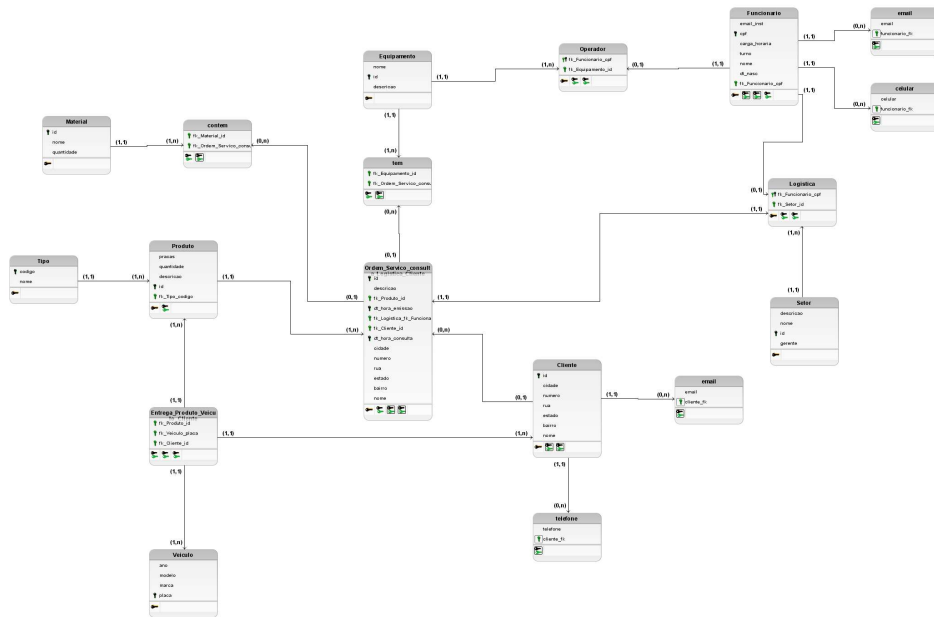 Funcionario
email_inst
cpf
carga_horaria
turno
nome
dt_nasc
fk_Funcionario_cpf
email
email
funcionario_fk
celular
celular
funcionario_fk
Operador
fk_Funcionario_cpf
fk_Equipamento_id
Equipamento
nome
id
descricao
(1,1)
(1,n)
(0,1)
(1,1)
(1,1)
(0,n)
(1,1)
(0,n)
(1,1)
Material
id
nome
quantidade
(1,1)
(1,n)
contem
fk_Material_id
fk_Ordem_Servico_consu
(0,n)
(1,1)
tem
fk_Equipamento_id
fk_Ordem_Servico_consu
(0,n)
(0,1)
Logistica
fk_Funcionario_cpf
fk_Setor_id
(0,1)
(1,1)
(1,n)
(1,1)
Setor
descricao
nome
id
gerente
Tipo
codigo
nome
(1,1)
(1,n)
Produto
precos
quantidade
descricao
id
fk_Tipo_codigo
(1,1)
(1,n)
(1,1)
Ordem_Servico_consult
a_Logistica_Cliente
id
descricao
fk_Produto_id
dt_hora_emissao
fk_Logistica_fk_Funciona
fk_Cliente_id
dt_hora_consulta
cidade
numero
rua
estado
bairro
nome
(0,1)
(1,n)
(1,1)
(0,n)
(0,1)
Cliente
id
cidade
numero
rua
estado
bairro
nome
(1,1)
(0,n)
email
email
cliente_fk
Entrega_Produto_Veicu
lo_Cliente
fk_Produto_id
fk_Veiculo_placa
fk_Cliente_id
(1,1)
(1,n)
(1,1)
(1,n)
(1,1)
(0,n)
telefone
telefone
cliente_fk
Veiculo
ano
modelo
marca
placa